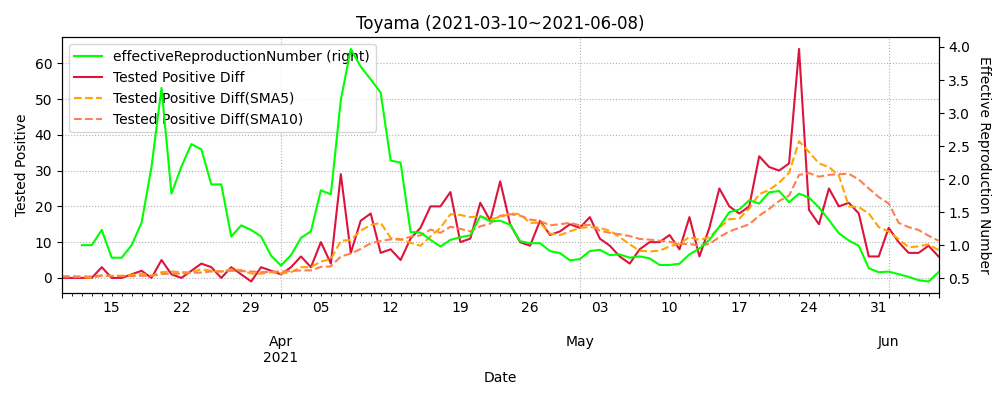 Toyama (2021-03-10~2021-06-08)
effectiveReproductionNumber (right)
Tested Positive Diff
Tested Positive Diff(SMA5)
Tested Positive Diff(SMA10)
Tested Positive
60
50
40
30
20
10
0
Effective Reproduction Number
4.0
3.5
3.0
2.5
2.0
1.5
1.0
0.5
15 22 29 05 12 19 26 03 10 17 24 31
Apr May Jun
2021
Date